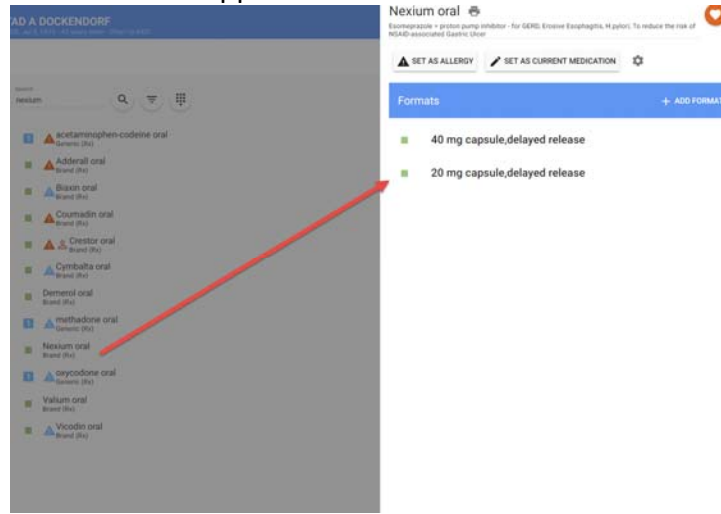 AD A DOCKENDORF
Search
nexium
acetaminophen-codeine oral
Generic (Rx)
Adderall oral
Brand (Rx)
Biaxin oral
Brand (Rx)
Coumadin oral
Brand (Rx)
Crestor oral
Brand (Rx)
Cymbalta oral
Brand (Rx)
Demerol oral
Brand (Rx)
methadone oral
Generic (Rx)
Nexium oral
Brand (Rx)
oxycodone oral
Generic (Rx)
Valium oral
Brand (Rx)
Vicodin oral
Brand (Rx)
Nexium oral
Esomeprazole - proton pump inhibitor - for GERD, Erosive Esophagitis, H.pylori; To reduce the risk of
NSAID-associated Gastric Ulcer
SET AS ALLERGY
SET AS CURRENT MEDICATION
Formats
+ ADD FORMAT
40 mg capsule,delayed release
20 mg capsule,delayed release